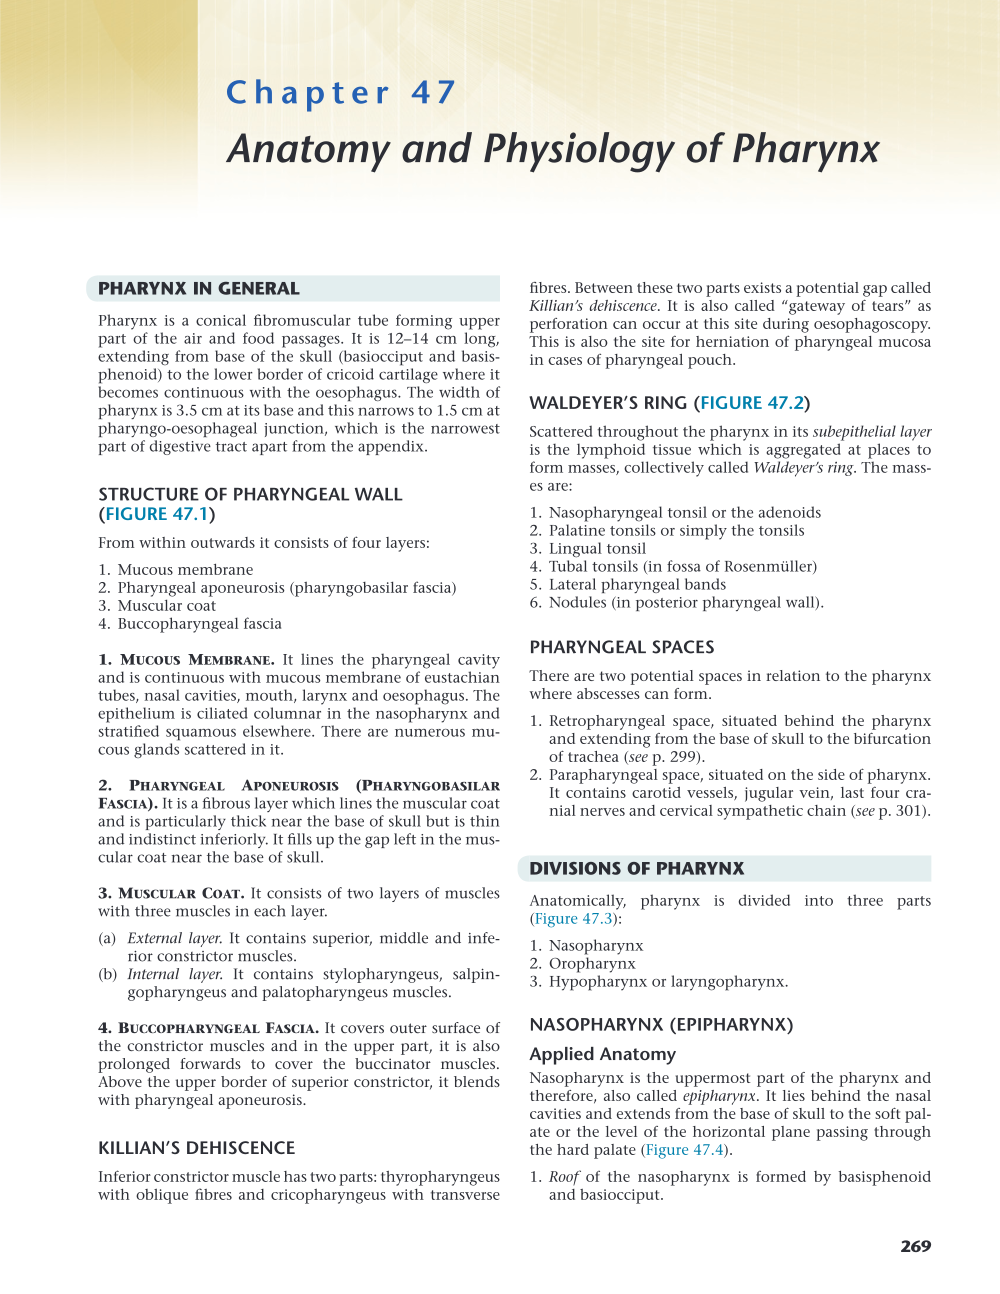 Chapter 47
Anatomy and Physiology of Pharynx
PHARYNX IN GENERAL
Pharynx is a conical fibromuscular tube forming upper
part of the air and food passages. It is 12–14 cm long,
extending from base of the skull (basiocciput and basis-
phenoid) to the lower border of cricoid cartilage where it
becomes continuous with the oesophagus. The width of
pharynx is 3.5 cm at its base and this narrows to 1.5 cm at
pharyngo-oesophageal junction, which is the narrowest
part of digestive tract apart from the appendix.
STRUCTURE OF PHARYNGEAL WALL
(FIGURE 47.1)
From within outwards it consists of four layers:
1. Mucous membrane
2. Pharyngeal aponeurosis (pharyngobasilar fascia)
3. Muscular coat
4. Buccopharyngeal fascia
1. Mucous Membrane. It lines the pharyngeal cavity
and is continuous with mucous membrane of eustachian
tubes, nasal cavities, mouth, larynx and oesophagus. The
epithelium is ciliated columnar in the nasopharynx and
stratified squamous elsewhere. There are numerous mu-
cous glands scattered in it.
2. Pharyngeal Aponeurosis (Pharyngobasilar
Fascia). It is a fibrous layer which lines the muscular coat
and is particularly thick near the base of skull but is thin
and indistinct inferiorly. It fills up the gap left in the mus-
cular coat near the base of skull.
3. Muscular Coat. It consists of two layers of muscles
with three muscles in each layer.
(a) External layer. It contains superior, middle and infe-
rior constrictor muscles.
(b) Internal layer. It contains stylopharyngeus, salpin-
gopharyngeus and palatopharyngeus muscles.
4. Buccopharyngeal Fascia. It covers outer surface of
the constrictor muscles and in the upper part, it is also
prolonged forwards to cover the buccinator muscles.
Above the upper border of superior constrictor, it blends
with pharyngeal aponeurosis.
KILLIAN'S DEHISCENCE
Inferior constrictor muscle has two parts: thyropharyngeus
with oblique fibres and cricopharyngeus with transverse
fibres. Between these two parts exists a potential gap called
Killian's dehiscence. It is also called “gateway of tears” as
perforation can occur at this site during oesophagoscopy.
This is also the site for herniation of pharyngeal mucosa
in cases of pharyngeal pouch.
WALDEYER'S RING (FIGURE 47.2)
Scattered throughout the pharynx in its subepithelial layer
is the lymphoid tissue which is aggregated at places to
form masses, collectively called Waldeyer's ring. The mass-
es are:
1. Nasopharyngeal tonsil or the adenoids
2. Palatine tonsils or simply the tonsils
3. Lingual tonsil
4. Tubal tonsils (in fossa of Rosenmüller)
5. Lateral pharyngeal bands
6. Nodules (in posterior pharyngeal wall).
PHARYNGEAL SPACES
There are two potential spaces in relation to the pharynx
where abscesses can form.
1. Retropharyngeal space, situated behind the pharynx
and extending from the base of skull to the bifurcation
of trachea (see p. 299).
2. Parapharyngeal space, situated on the side of pharynx.
It contains carotid vessels, jugular vein, last four cra-
nial nerves and cervical sympathetic chain (see p. 301).
DIVISIONS OF PHARYNX
Anatomically, pharynx is divided into three parts
(Figure 47.3):
1. Nasopharynx
2. Oropharynx
3. Hypopharynx or laryngopharynx.
NASOPHARYNX (EPIPHARYNX)
Applied Anatomy
Nasopharynx is the uppermost part of the pharynx and
therefore, also called epipharynx. It lies behind the nasal
cavities and extends from the base of skull to the soft pal-
ate or the level of the horizontal plane passing through
the hard palate (Figure 47.4).
1. Roof of the nasopharynx is formed by basisphenoid
and basiocciput.
269